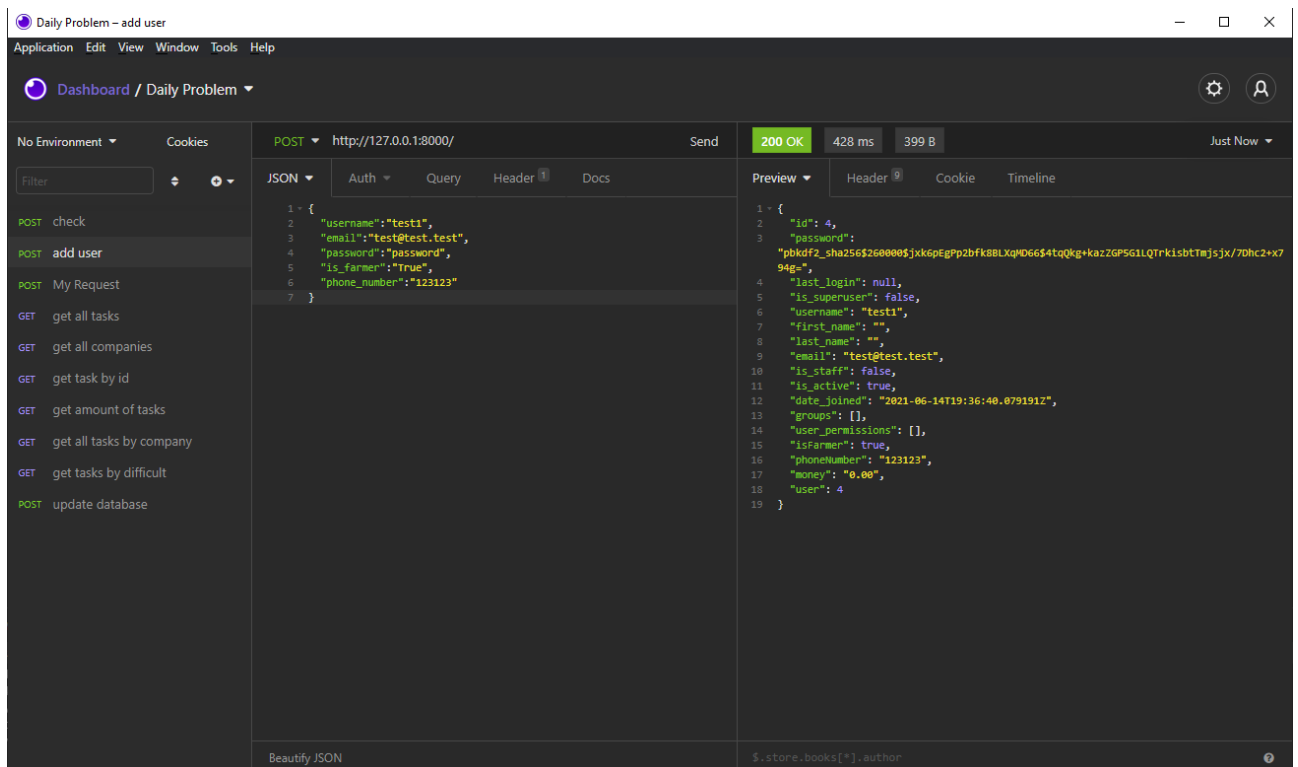 Daily Problem – add user
Application Edit View Window Tools Help
Dashboard / Daily Problem
No Environment Cookies
Filter
POST check
POST add user
POST My Request
GET get all tasks
GET get all companies
GET get task by id
GET get amount of tasks
GET get all tasks by company
GET get tasks by difficult
POST update database
POST http://127.0.0.1:8000/ Send
JSON Auth Query Header 1 Docs
1 {
2 "username":"test1",
3 "email":"test@test.test",
4 "password":"password",
5 "is_farmer":"True",
6 "phone_number":"123123"
7 }
Beautify JSON
200 OK 428 ms 399 B Just Now
Preview Header 9 Cookie Timeline
1 {
2 "id": 4,
3 "password":
"pbkdf2_sha256$260000$jxk6pEgPp2bfk8BLXqMD66$4tqQkg+kazZGP5G1LQTrkisbtTmjsjx/7Dhc2+x7
94g=",
4 "last_login": null,
5 "is_superuser": false,
6 "username": "test1",
7 "first_name": "",
8 "last_name": "",
9 "email": "test@test.test",
10 "is_staff": false,
11 "is_active": true,
12 "date_joined": "2021-06-14T19:36:40.079191Z",
13 "groups": [],
14 "user_permissions": [],
15 "isFarmer": true,
16 "phoneNumber": "123123",
17 "money": "0.00",
18 "user": 4
19 }
$.store.books[*].author